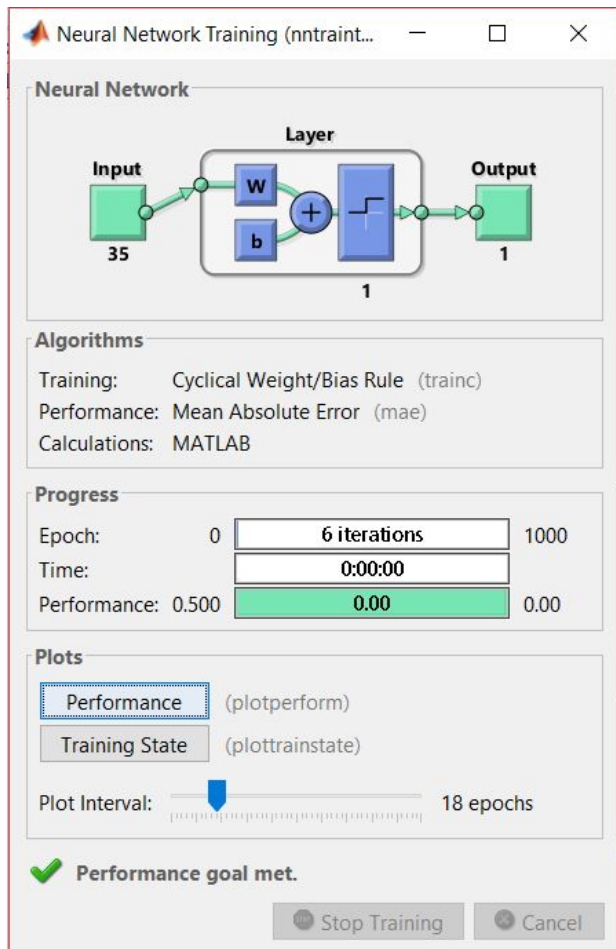 Neural Network Training (nntraint...
Neural Network
Layer
Input
Output
W
b
+
35
1
1
Algorithms
Training: Cyclical Weight/Bias Rule (trainc)
Performance: Mean Absolute Error (mae)
Calculations: MATLAB
Progress
Epoch: 0 6 iterations 1000
Time: 0:00:00
Performance: 0.500 0.00 0.00
Plots
Performance (plotperform)
Training State (plottrainstate)
Plot Interval: 18 epochs
Performance goal met.
Stop Training Cancel